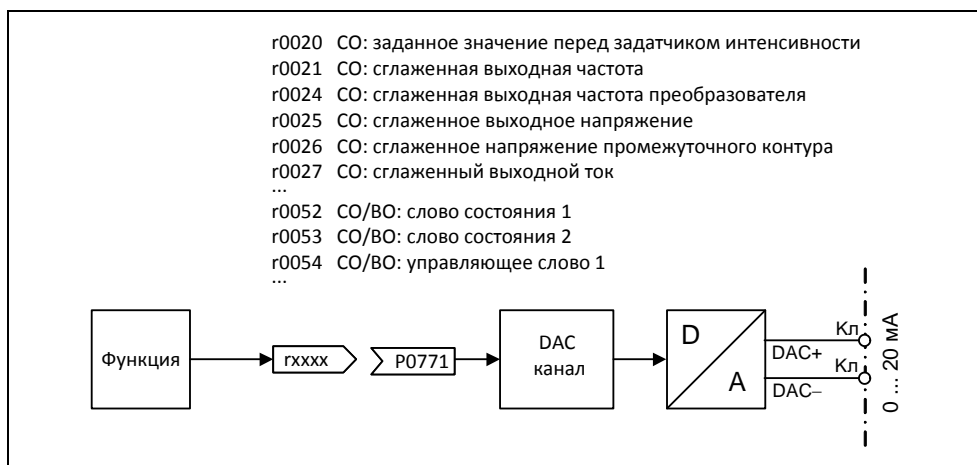 r0020 CO: заданное значение перед задатчиком интенсивности
r0021 CO: сглаженная выходная частота
r0024 CO: сглаженная выходная частота преобразователя
r0025 CO: сглаженное выходное напряжение
r0026 CO: сглаженное напряжение промежуточного контура
r0027 CO: сглаженный выходной ток
...
r0052 CO/BO: слово состояния 1
r0053 CO/BO: слово состояния 2
r0054 CO/BO: управляющее слово 1
...
Функция
rxxxx
P0771
DAC
канал
D
A
Кл
DAC+
Кл
DAC–
0 ... 20 мА